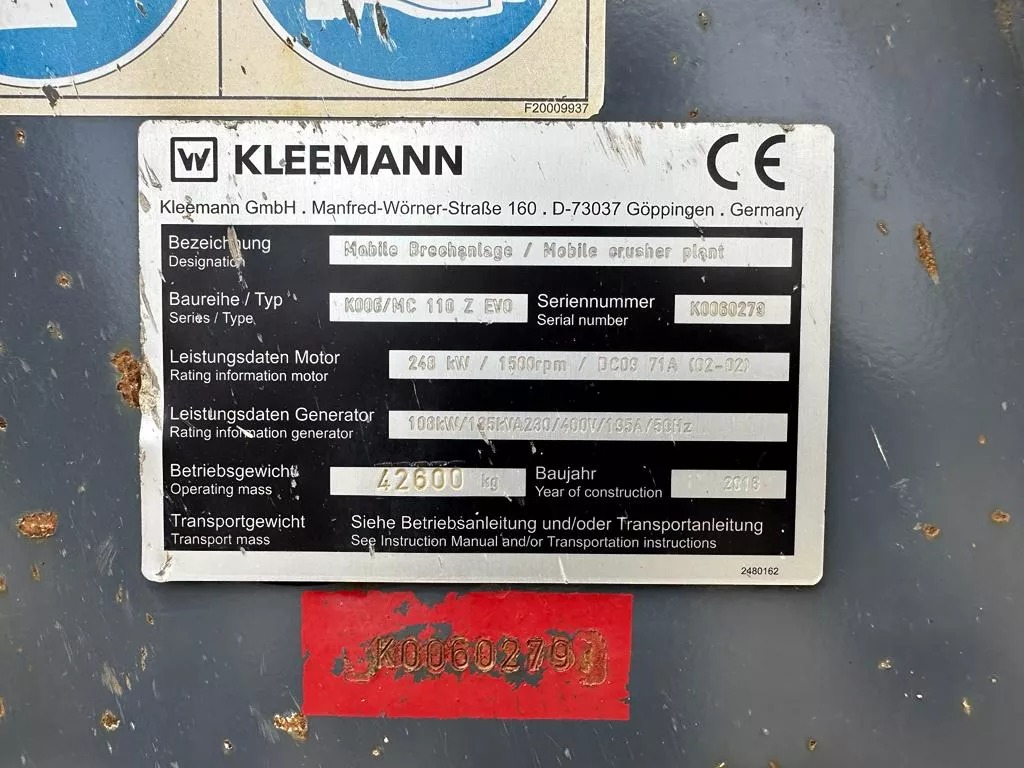 F20009937
KLEEMANN CE
Kleemann GmbH . Manfred-Wörner-Straße 160 . D-73037 Göppingen . Germany
Bezeichnung
Designation
Mobile Brechanlage / Mobile crusher plant
Baureihe / Typ
Series / Type
K006/MC 110 Z EVO
Seriennummer
Serial number
K0060279
Leistungsdaten Motor
Rating information motor
248 kW / 1500rpm / DC09 71A (02-02)
Leistungsdaten Generator
Rating information generator
108kW/135kVA230/400V/195A/50Hz
Betriebsgewicht
Operating mass
42600 kg
Baujahr
Year of construction
Transportgewicht
Transport mass
Siehe Betriebsanleitung und/oder Transportanleitung
See Instruction Manual and/or Transportation instructions
2480162
K0060279